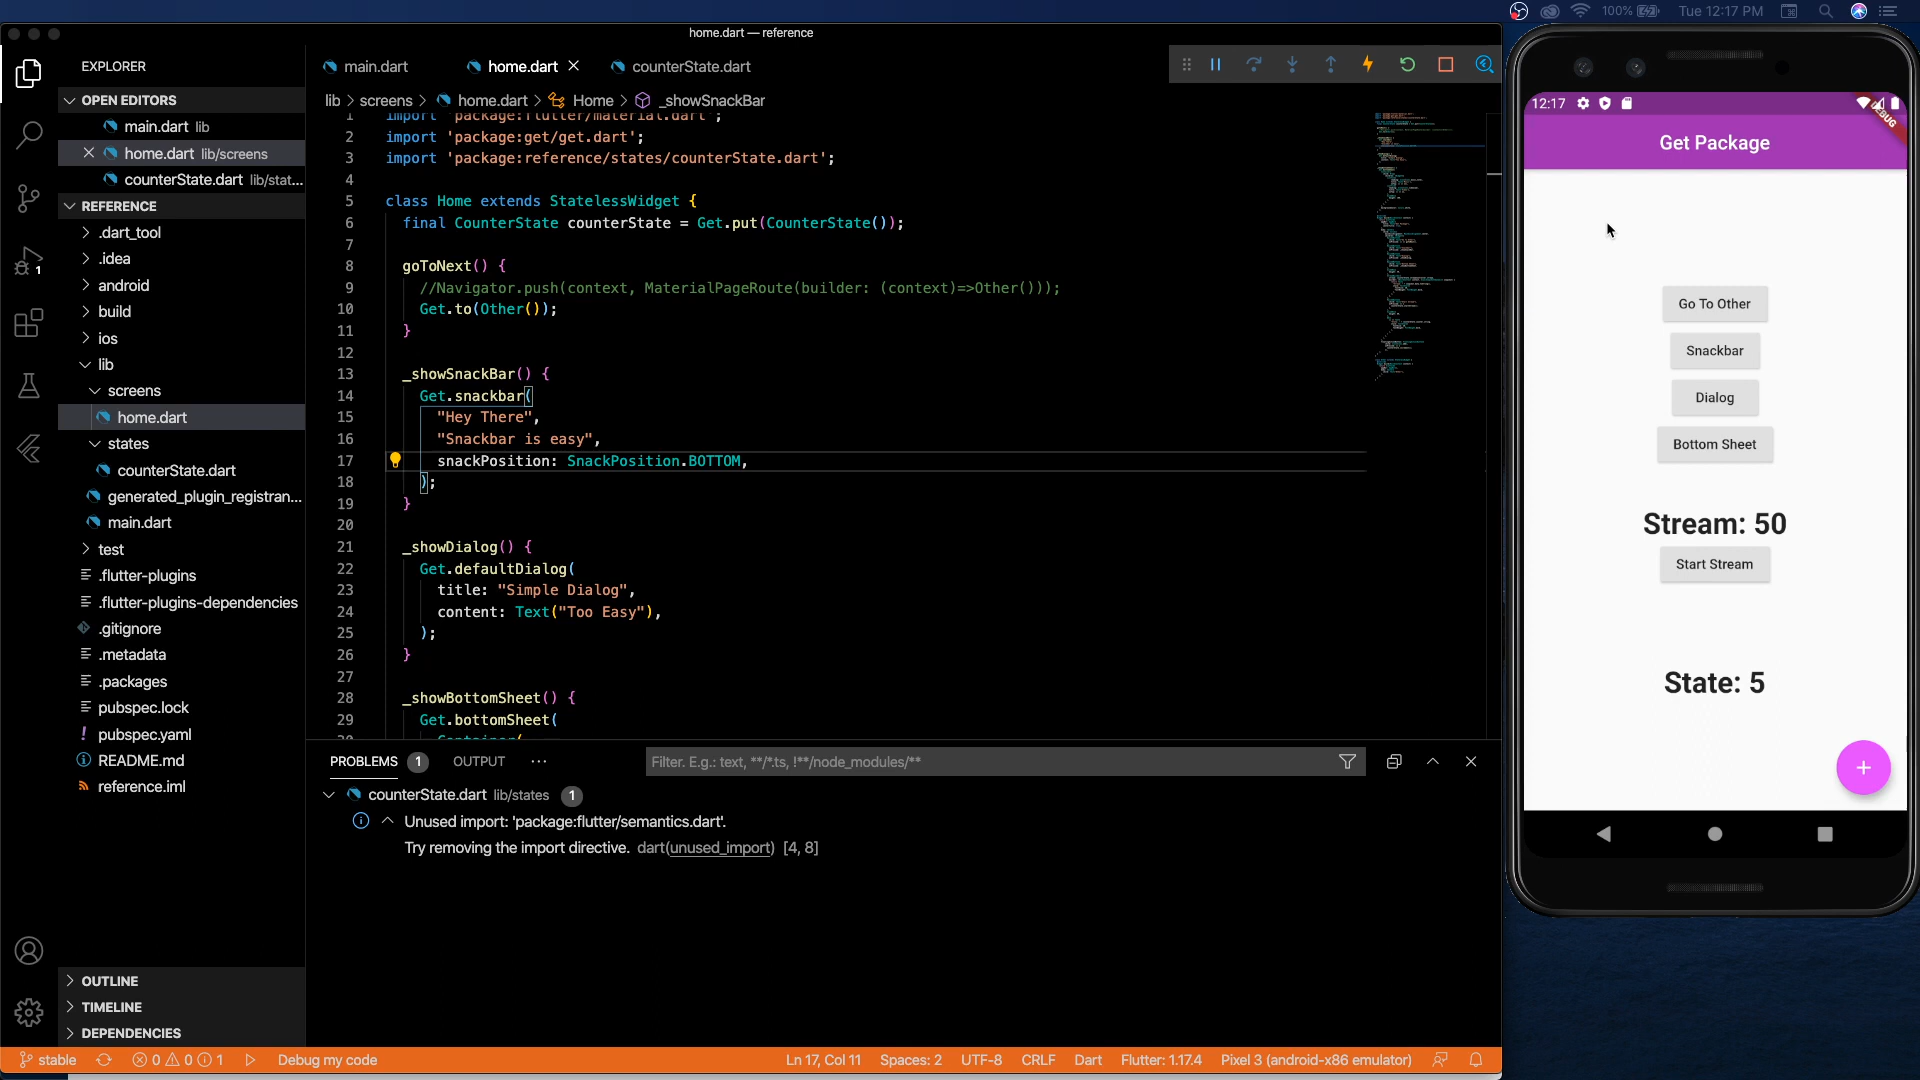 100%
Tue 12:17 PM
home.dart — reference
EXPLORER
main.dart
home.dart
counterState.dart
OPEN EDITORS
main.dart lib
home.dart lib/screens
counterState.dart lib/stat...
REFERENCE
.dart_tool
.idea
android
build
ios
lib
screens
home.dart
states
counterState.dart
generated_plugin_registran...
main.dart
test
.flutter-plugins
.flutter-plugins-dependencies
.gitignore
.metadata
.packages
pubspec.lock
pubspec.yaml
README.md
reference.iml
OUTLINE
TIMELINE
DEPENDENCIES
lib > screens > home.dart > Home > _showSnackBar
1 import 'package:flutter/material.dart';
2 import 'package:get/get.dart';
3 import 'package:reference/states/counterState.dart';
4
5 class Home extends StatelessWidget {
6 final CounterState counterState = Get.put(CounterState());
7
8 goToNext() {
9 //Navigator.push(context, MaterialPageRoute(builder: (context)=>Other()));
10 Get.to(Other());
11 }
12
13 _showSnackBar() {
14 Get.snackbar(
15 "Hey There",
16 "Snackbar is easy",
17 snackPosition: SnackPosition.BOTTOM,
18 );
19 }
20
21 _showDialog() {
22 Get.defaultDialog(
23 title: "Simple Dialog",
24 content: Text("Too Easy"),
25 );
26 }
27
28 _showBottomSheet() {
29 Get.bottomSheet(
30 Container(
PROBLEMS 1
OUTPUT
Filter. E.g.: text, **/*.ts, !**/node_modules/**
counterState.dart lib/states 1
Unused import: 'package:flutter/semantics.dart'.
Try removing the import directive. dart(unused_import) [4, 8]
1
stable
0 0 1
Debug my code
Ln 17, Col 11
Spaces: 2
UTF-8
CRLF
Dart
Flutter: 1.17.4
Pixel 3 (android-x86 emulator)
12:17
Get Package
Go To Other
Snackbar
Dialog
Bottom Sheet
Stream: 50
Start Stream
State: 5
+